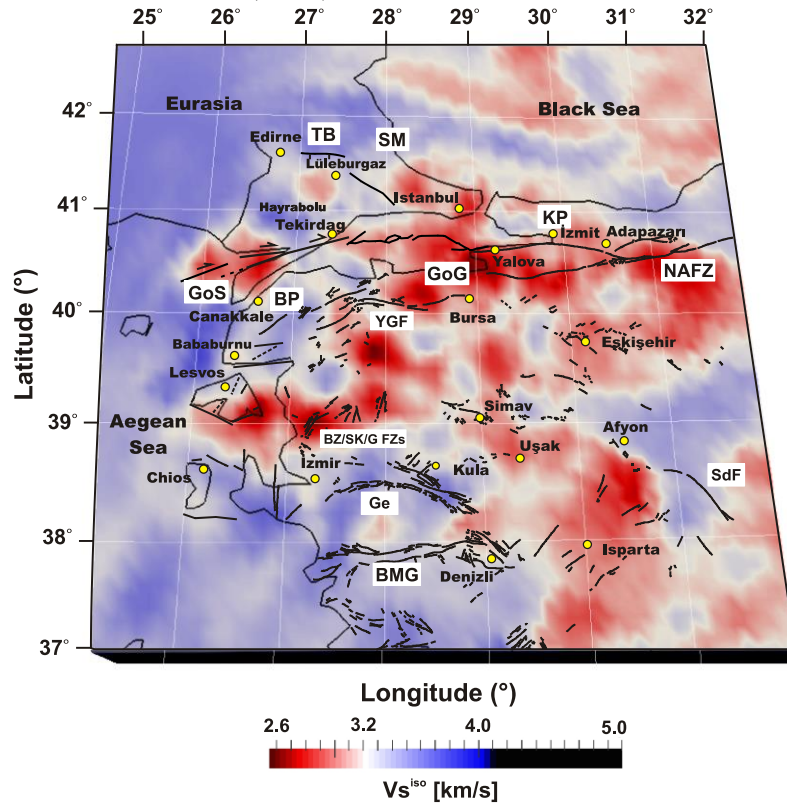 25° 26° 27° 28° 29° 30° 31° 32°
42°
41°
40°
39°
38°
37°
Latitude (°)
Eurasia
Black Sea
Edirne
TB
SM
Lüleburgaz
Hayrabolu
Tekirdag
Istanbul
KP
İzmit
Adapazarı
Yalova
NAFZ
GoS
BP
GoG
Canakkale
YGF
Bursa
Bababurnu
Eşkişehir
Lesvos
Simav
Aegean
Sea
BZ/SK/G FZs
Uşak
Afyon
Chios
İzmir
Kula
SdF
Ge
BMG
Denizli
Isparta
Longitude (°)
2.6 3.2 4.0 5.0
Vsⁱˢᵒ [km/s]